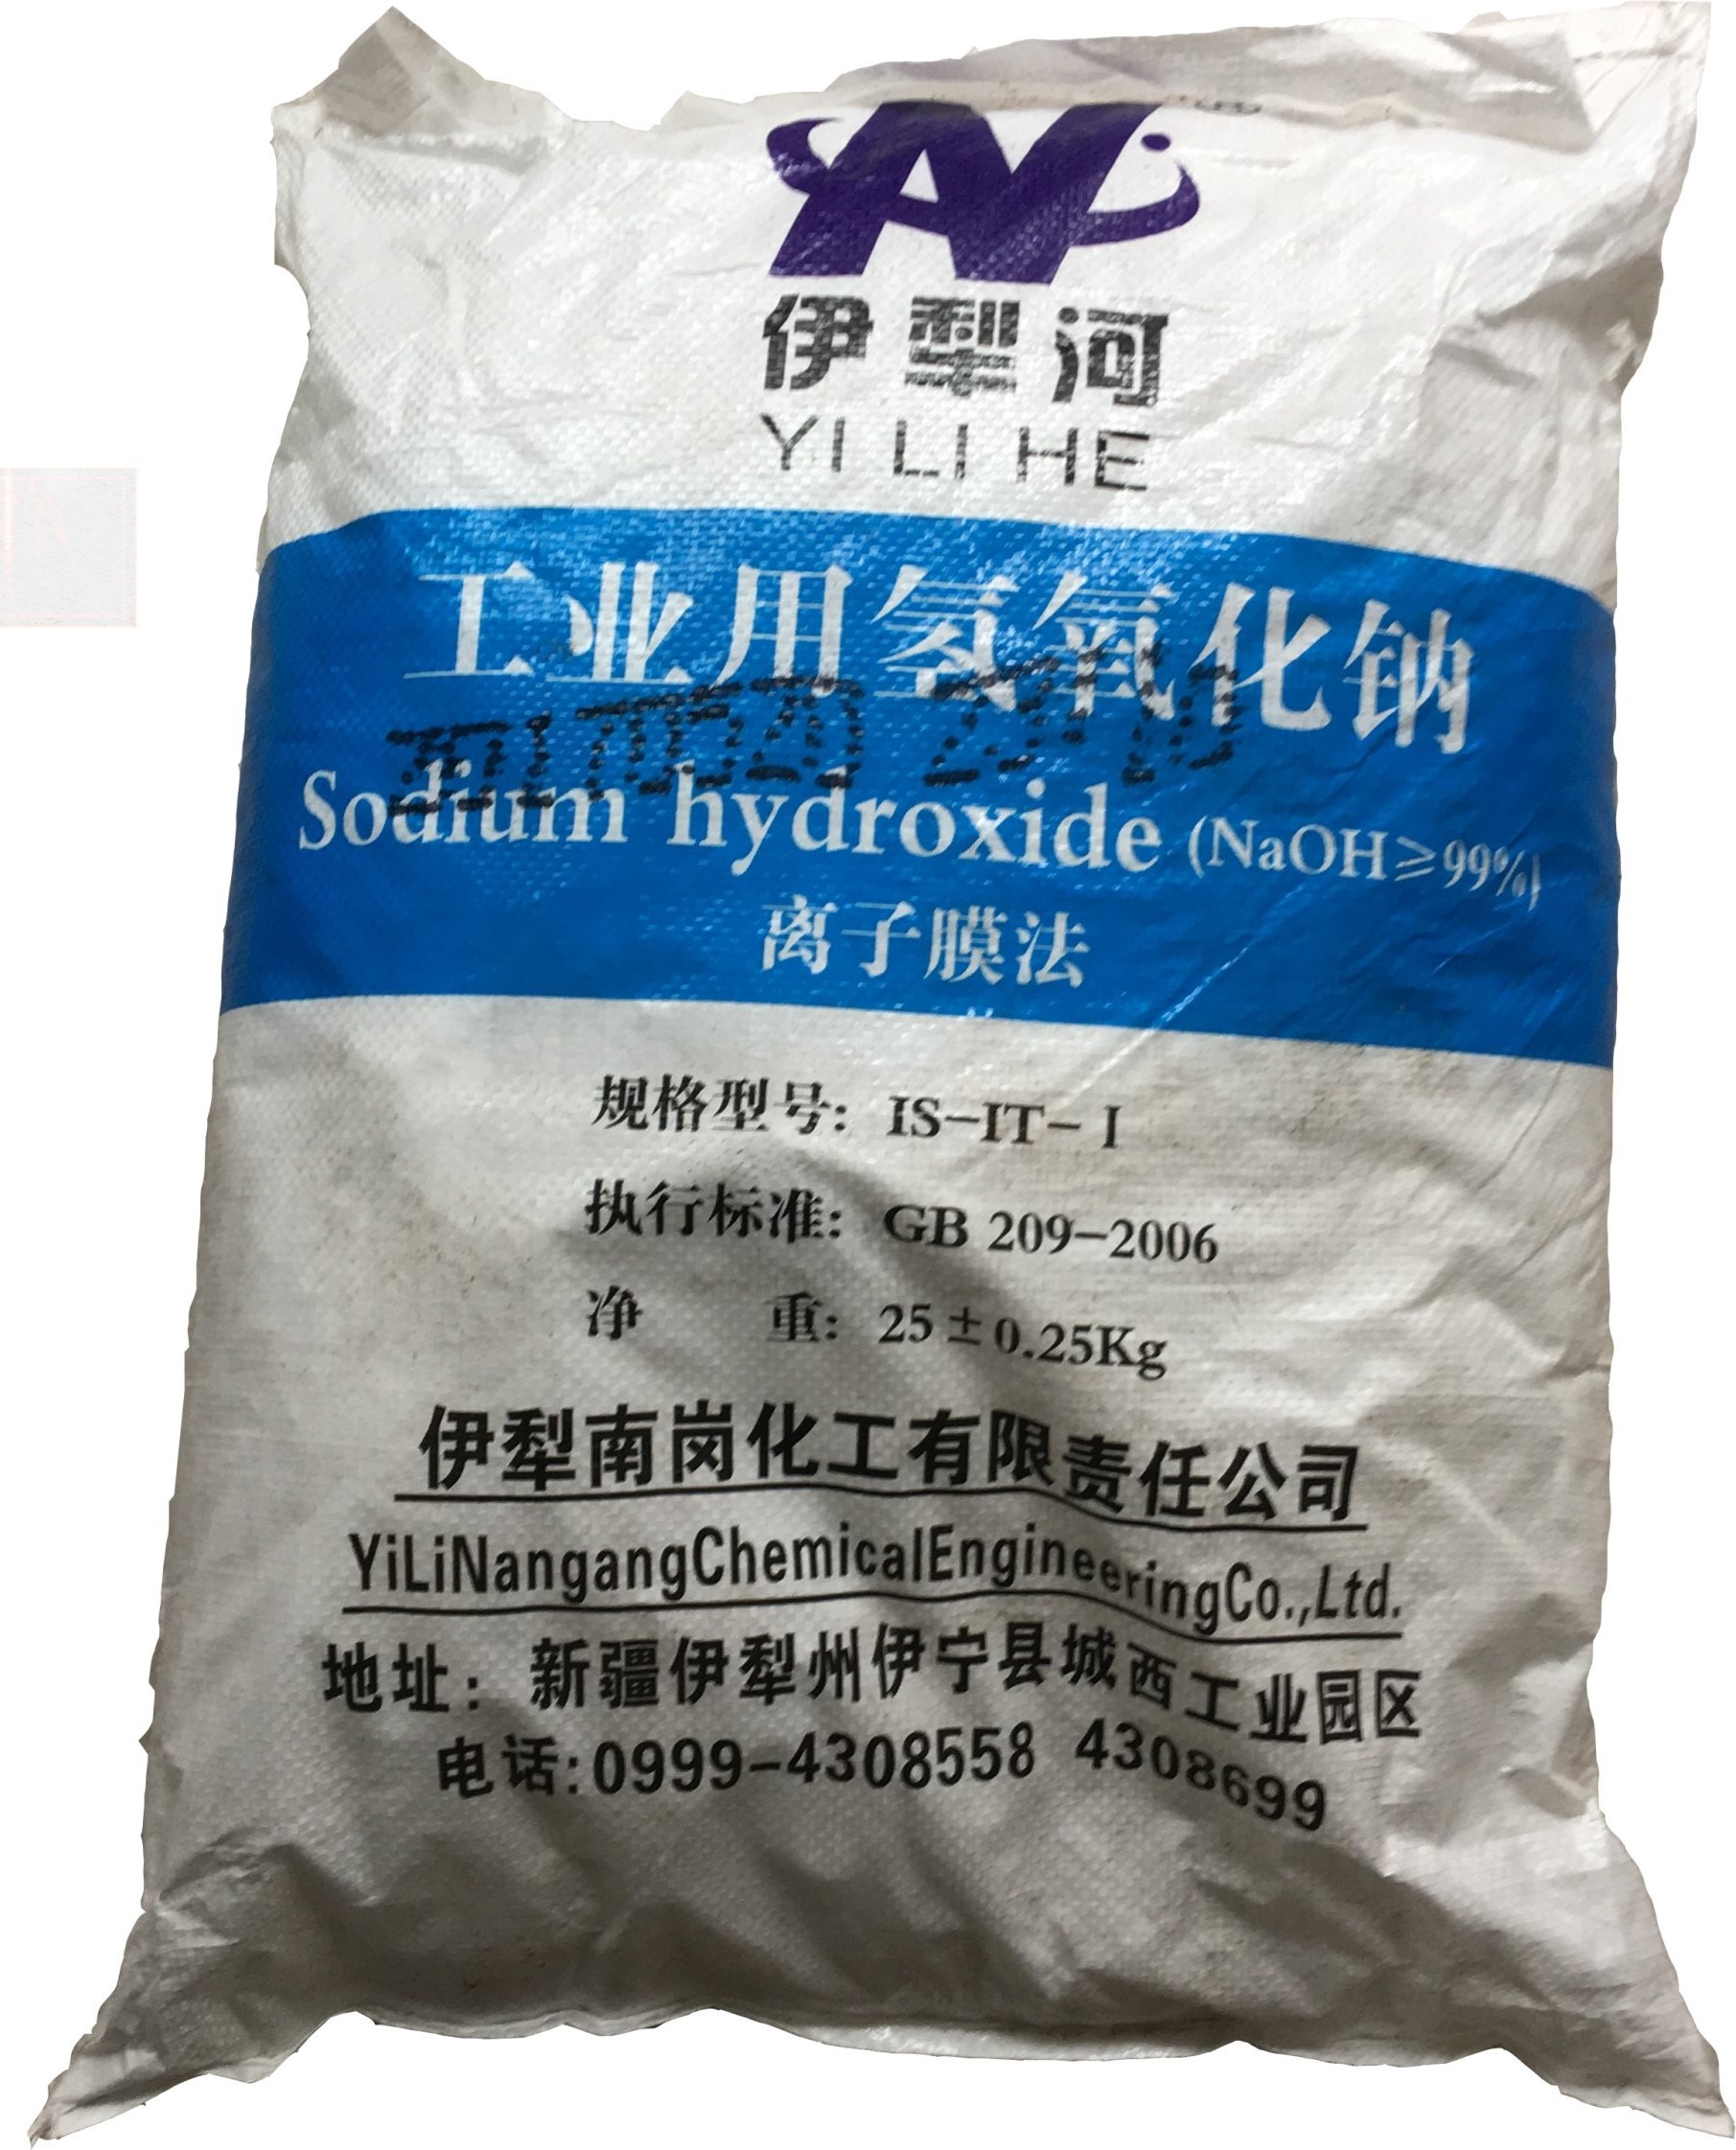 伊犁河
YI LI HE
工业用氢氧化钠
Sodium hydroxide (NaOH≥99%)
离子膜法
规格型号: IS-IT-I
执行标准: GB 209-2006
净 重: 25±0.25Kg
伊犁南岗化工有限责任公司
YiLiNangangChemicalEngineeringCo.,Ltd.
地址: 新疆伊犁州伊宁县城西工业园区
电话:0999-4308558 4308699